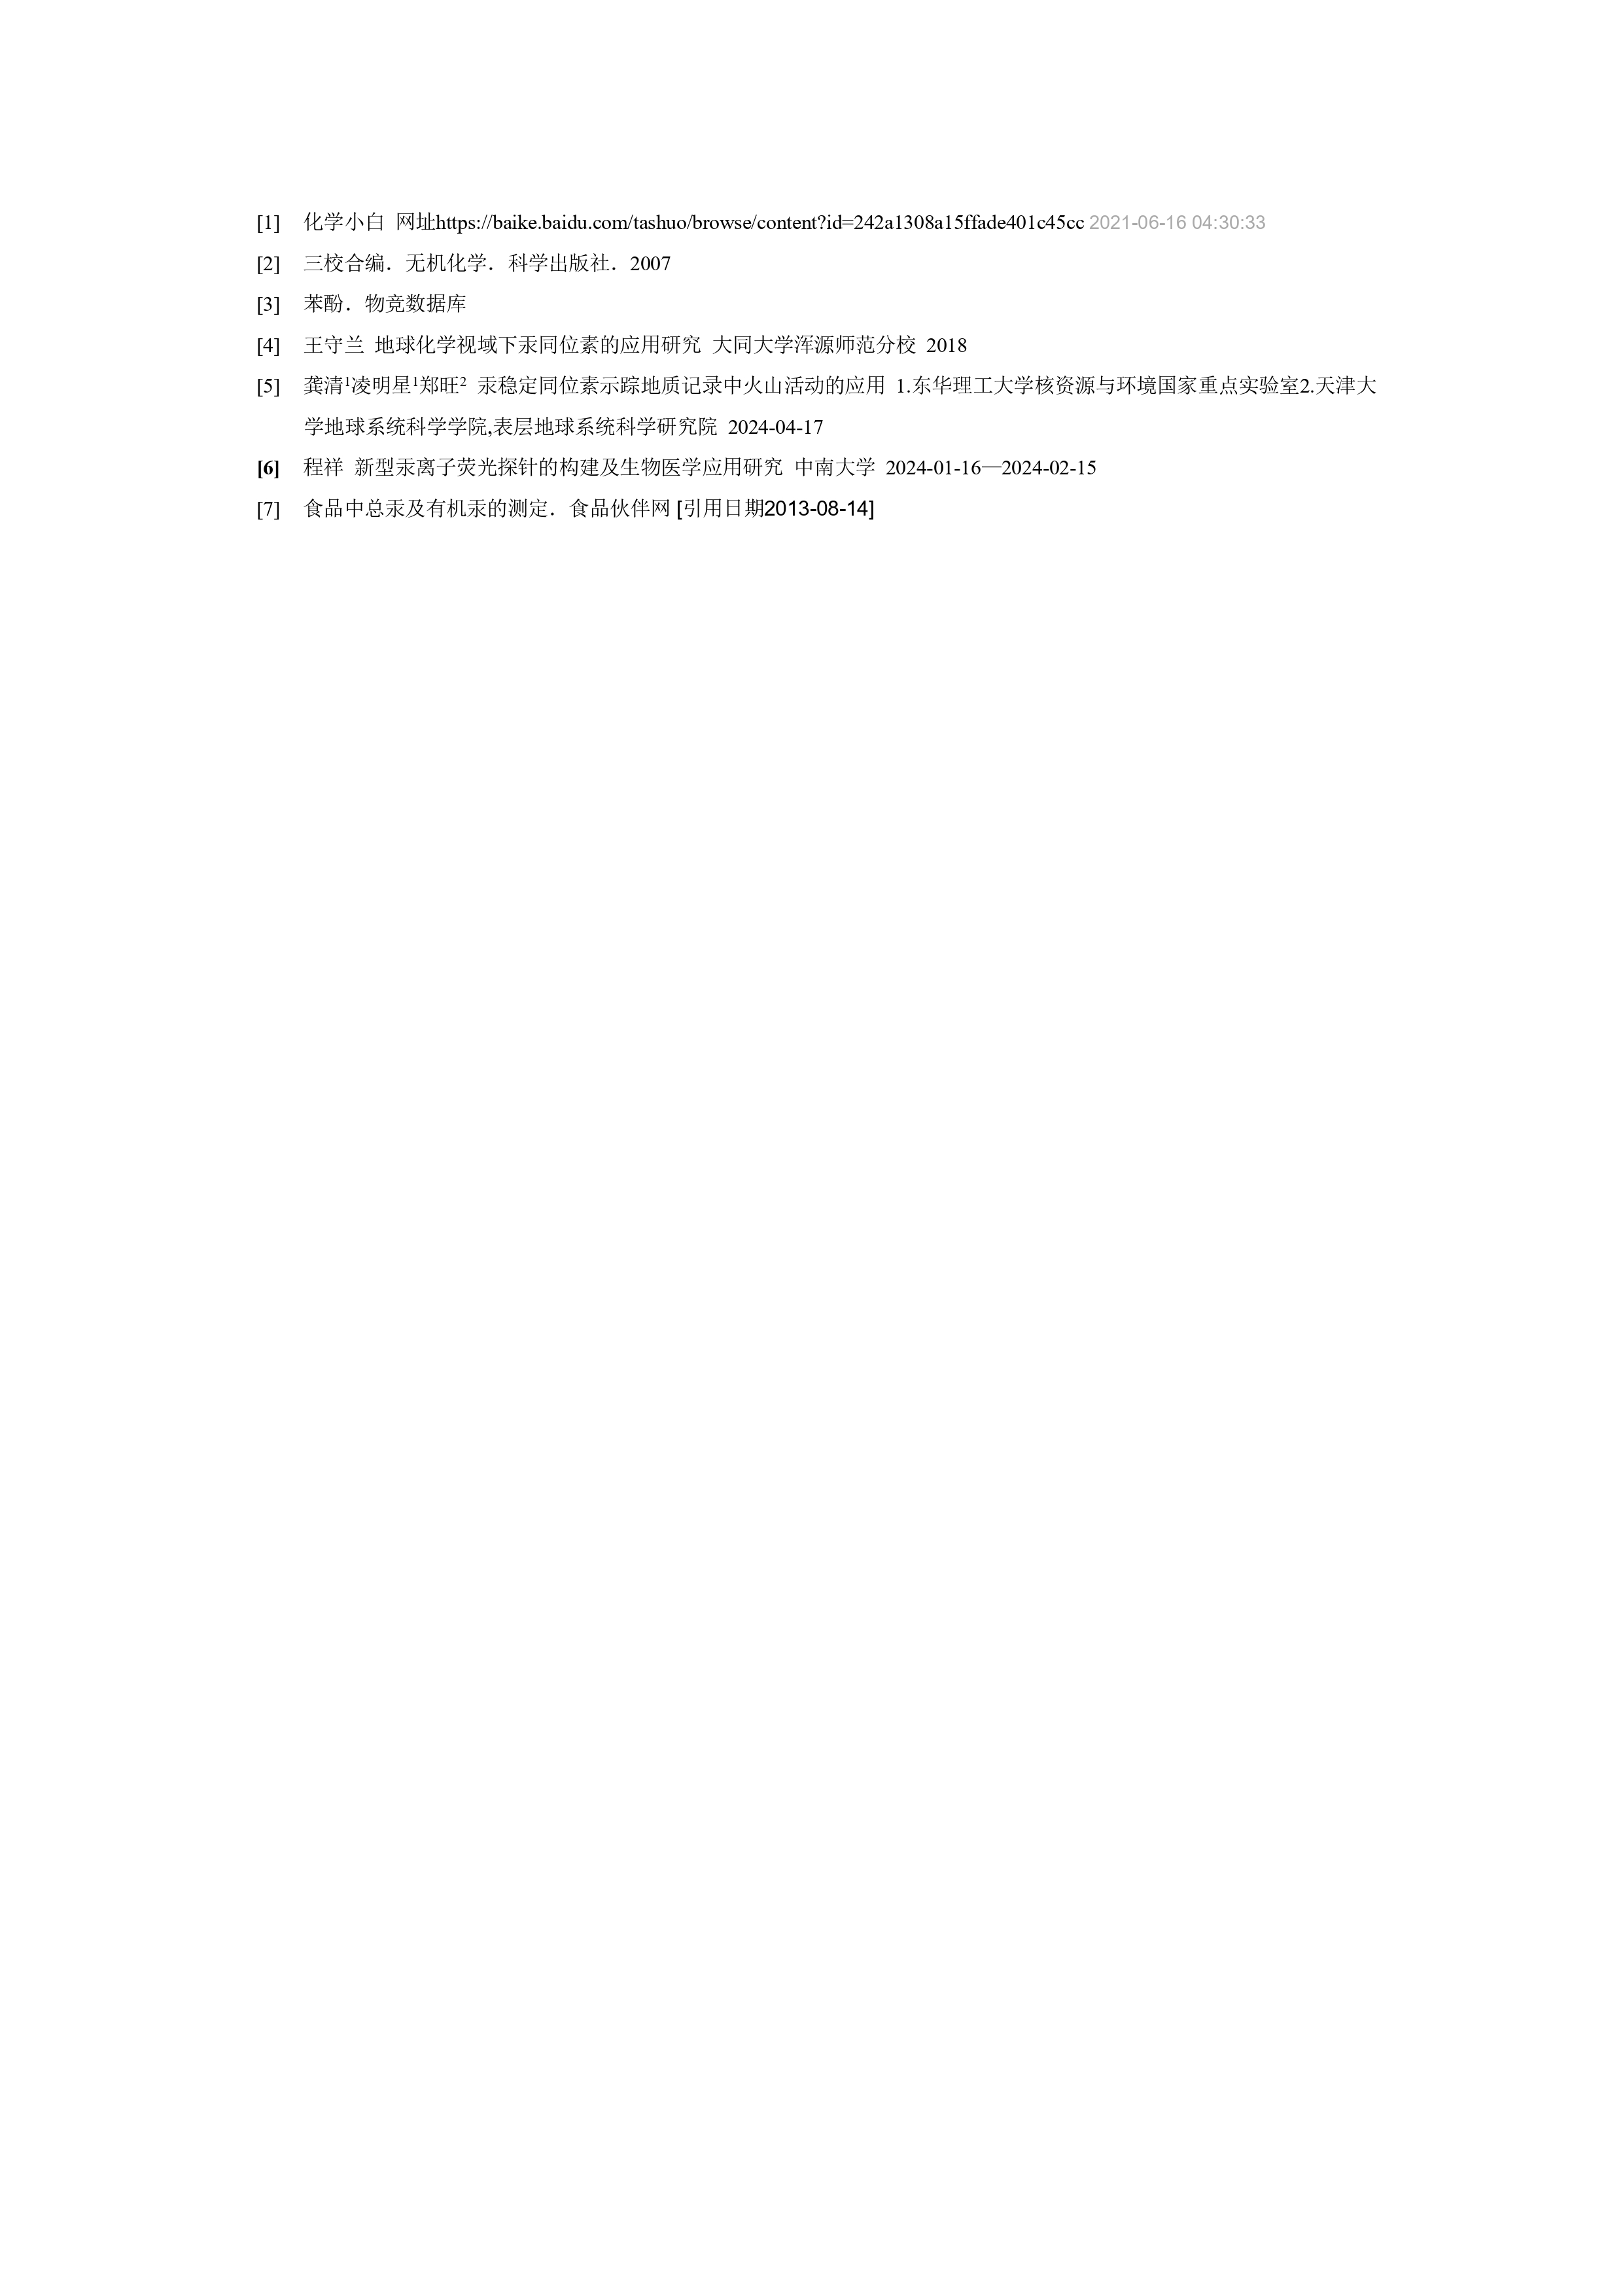 [1] 化学小白 网址https://baike.baidu.com/tashuo/browse/content?id=242a1308a15ffade401c45cc 2021-06-16 04:30:33
[2] 三校合编．无机化学．科学出版社．2007
[3] 苯酚．物竞数据库
[4] 王守兰 地球化学视域下汞同位素的应用研究 大同大学浑源师范分校 2018
[5] 龚清¹凌明星¹郑旺² 汞稳定同位素示踪地质记录中火山活动的应用 1.东华理工大学核资源与环境国家重点实验室2.天津大
学地球系统科学学院,表层地球系统科学研究院 2024-04-17
[6] 程祥 新型汞离子荧光探针的构建及生物医学应用研究 中南大学 2024-01-16—2024-02-15
[7] 食品中总汞及有机汞的测定．食品伙伴网 [引用日期2013-08-14]